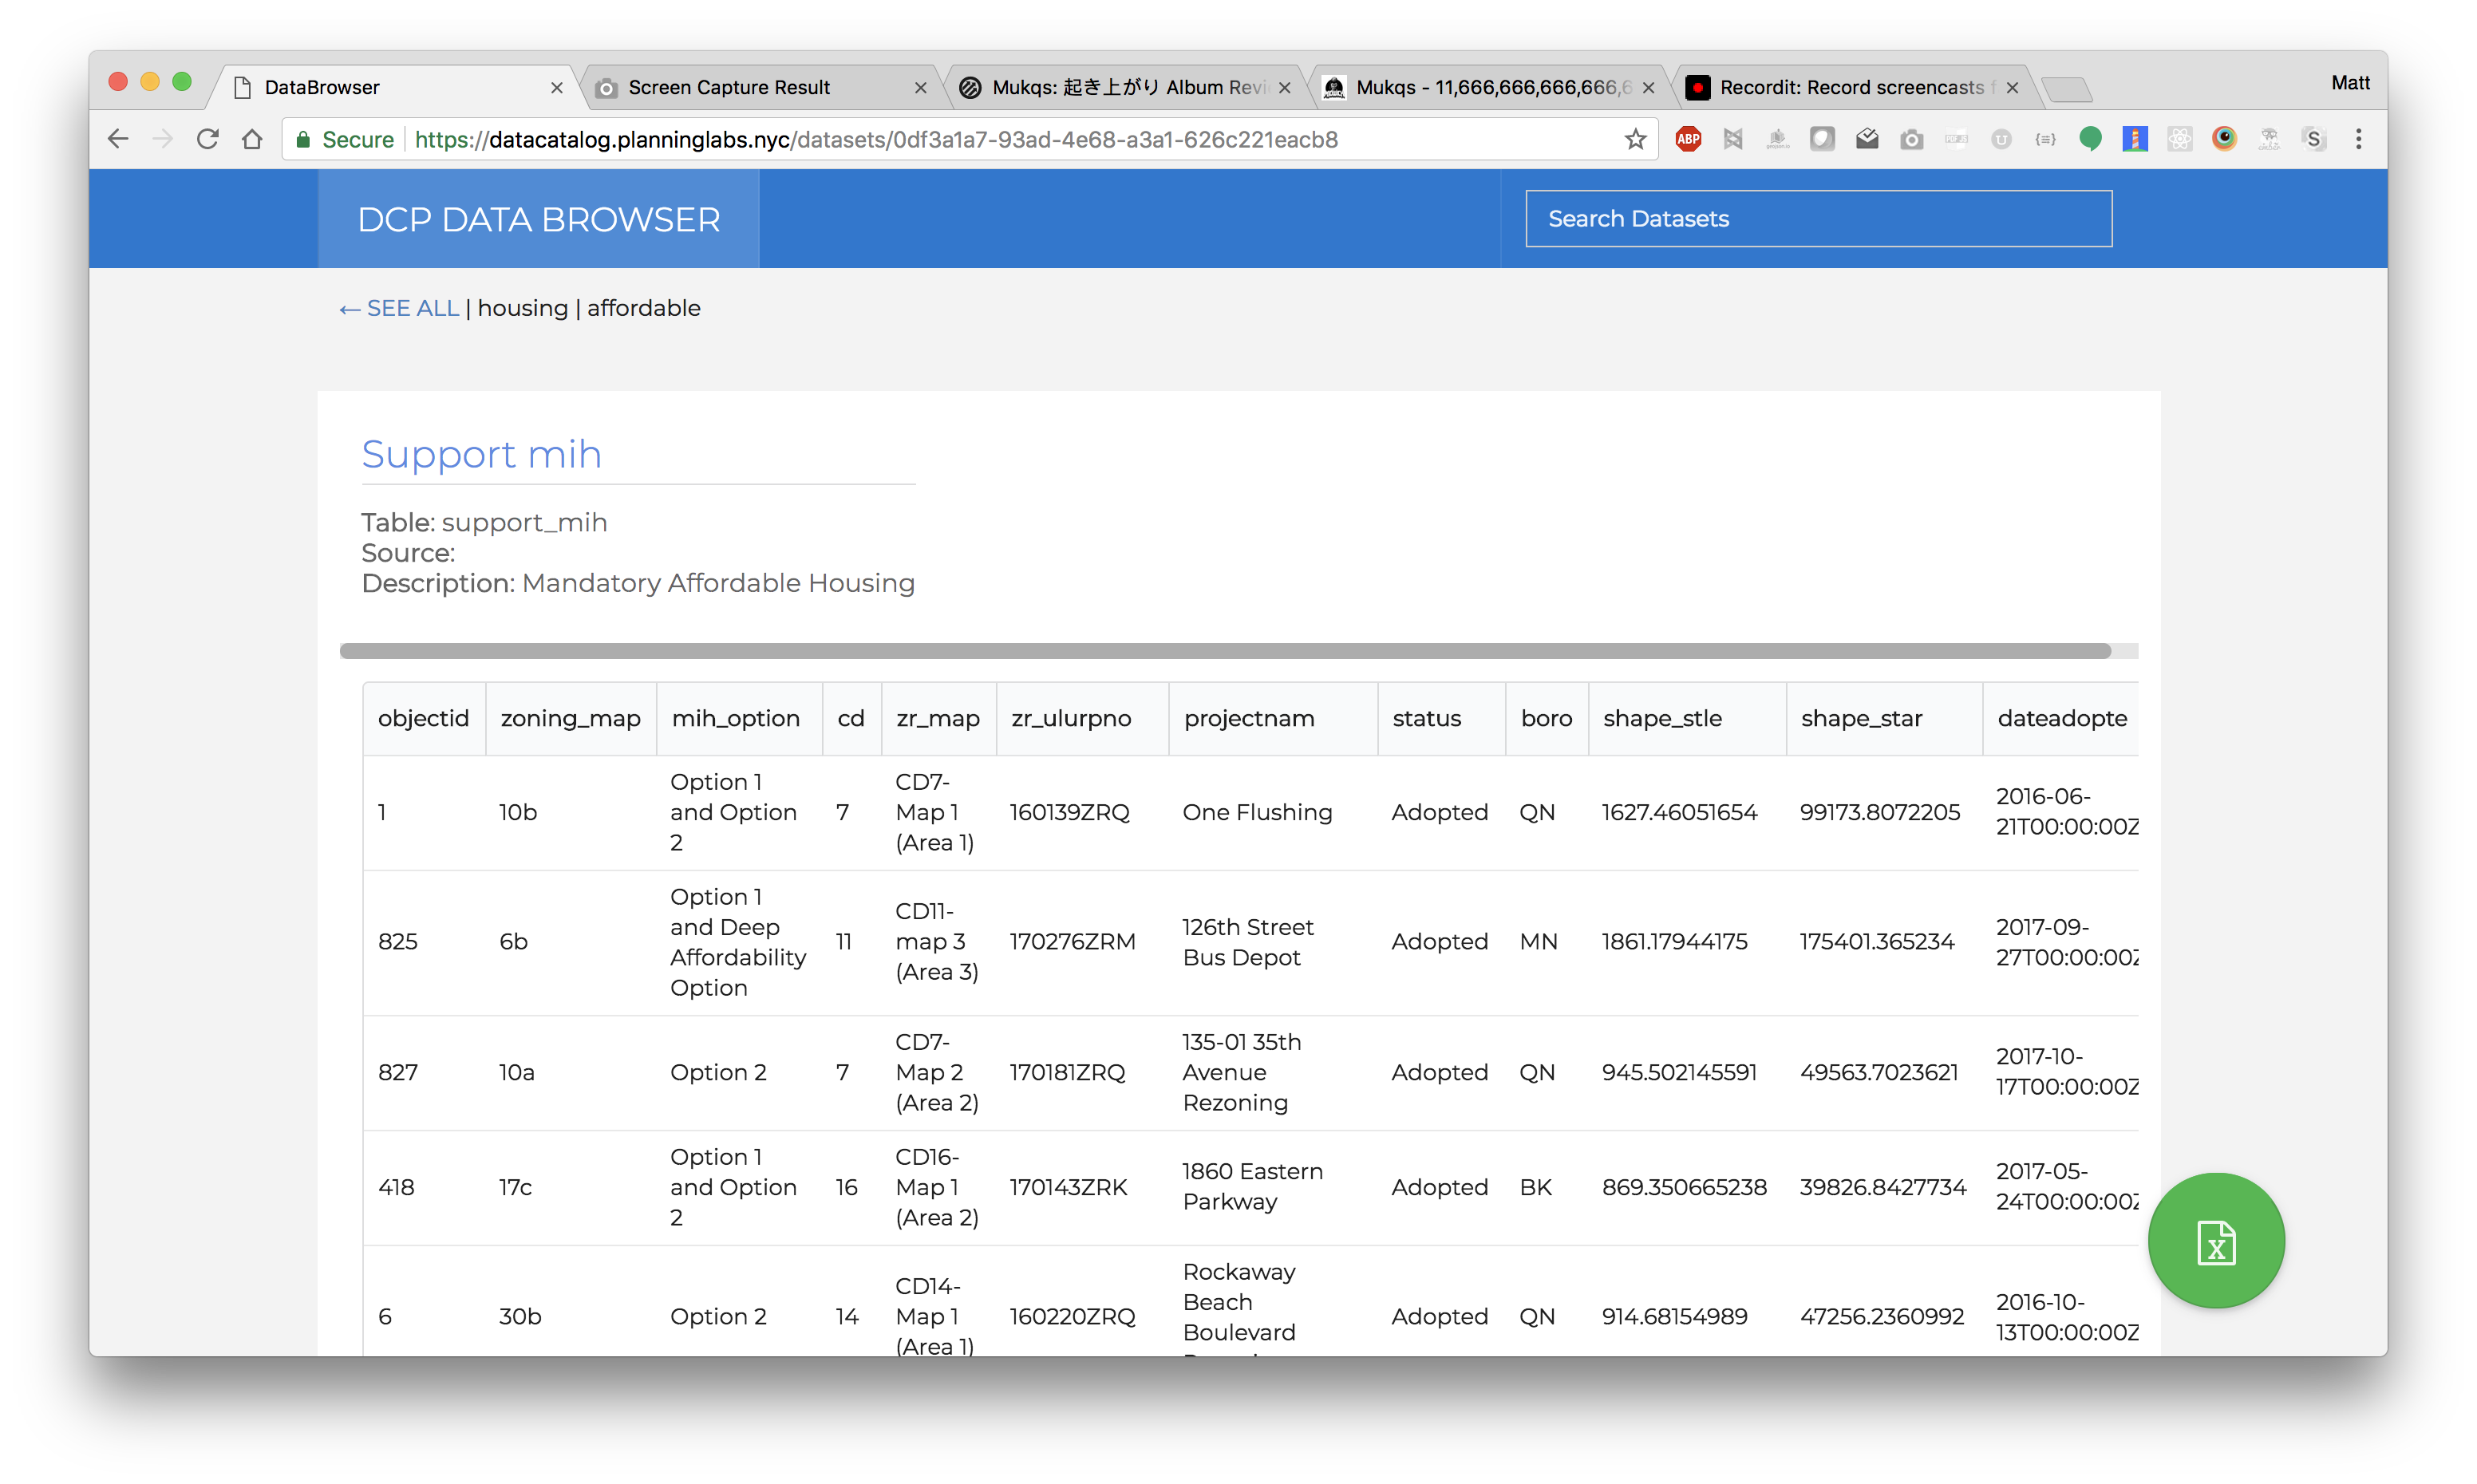 DataBrowser
Screen Capture Result
Mukqs: 起き上がり Album Revi
Mukqs - 11,666,666,666,666,6
Recordit: Record screencasts f
Matt
Secure
https://datacatalog.planninglabs.nyc/datasets/0df3a1a7-93ad-4e68-a3a1-626c221eacb8
ABP
DCP DATA BROWSER
Search Datasets
← SEE ALL | housing | affordable
Support mih
Table: support_mih
Source:
Description: Mandatory Affordable Housing
objectid zoning_map mih_option cd zr_map zr_ulurpno projectnam status boro shape_stle shape_star dateadopte
1
10b
Option 1
and Option
2
7
CD7-
Map 1
(Area 1)
160139ZRQ
One Flushing
Adopted
QN
1627.46051654
99173.8072205
2016-06-
21T00:00:00Z
825
6b
Option 1
and Deep
Affordability
Option
11
CD11-
map 3
(Area 3)
170276ZRM
126th Street
Bus Depot
Adopted
MN
1861.17944175
175401.365234
2017-09-
27T00:00:00Z
827
10a
Option 2
7
CD7-
Map 2
(Area 2)
170181ZRQ
135-01 35th
Avenue
Rezoning
Adopted
QN
945.502145591
49563.7023621
2017-10-
17T00:00:00Z
418
17c
Option 1
and Option
2
16
CD16-
Map 1
(Area 2)
170143ZRK
1860 Eastern
Parkway
Adopted
BK
869.350665238
39826.8427734
2017-05-
24T00:00:00Z
6
30b
Option 2
14
CD14-
Map 1
(Area 1)
160220ZRQ
Rockaway
Beach
Boulevard
Adopted
QN
914.68154989
47256.2360992
2016-10-
13T00:00:00Z